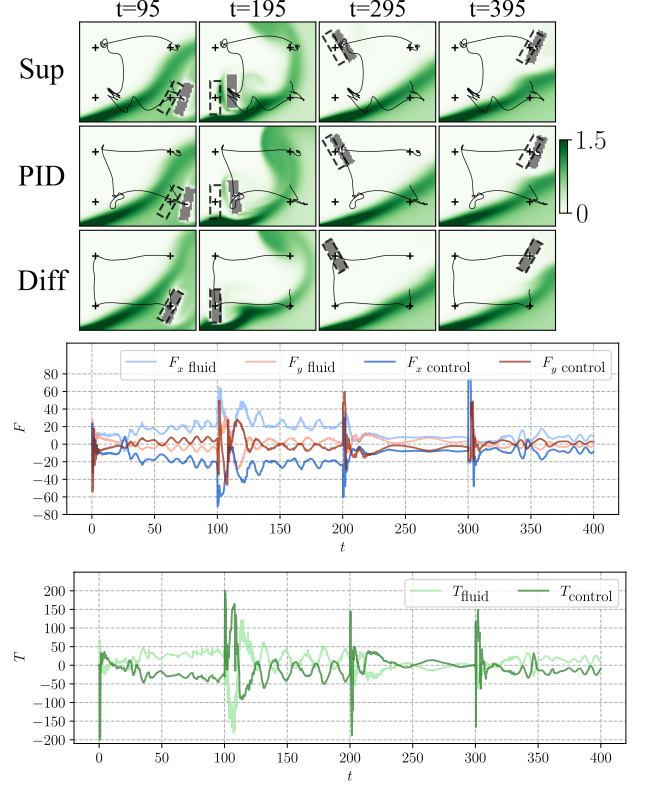 t=95 t=195 t=295 t=395
Sup
PID
1.5
0
Diff
F_x fluid F_y fluid F_x control F_y control
80
60
40
20
0
−20
−40
−60
−80
F
0 50 100 150 200 250 300 350 400
t
T_fluid T_control
200
150
100
50
0
−50
−100
−150
−200
T
0 50 100 150 200 250 300 350 400
t